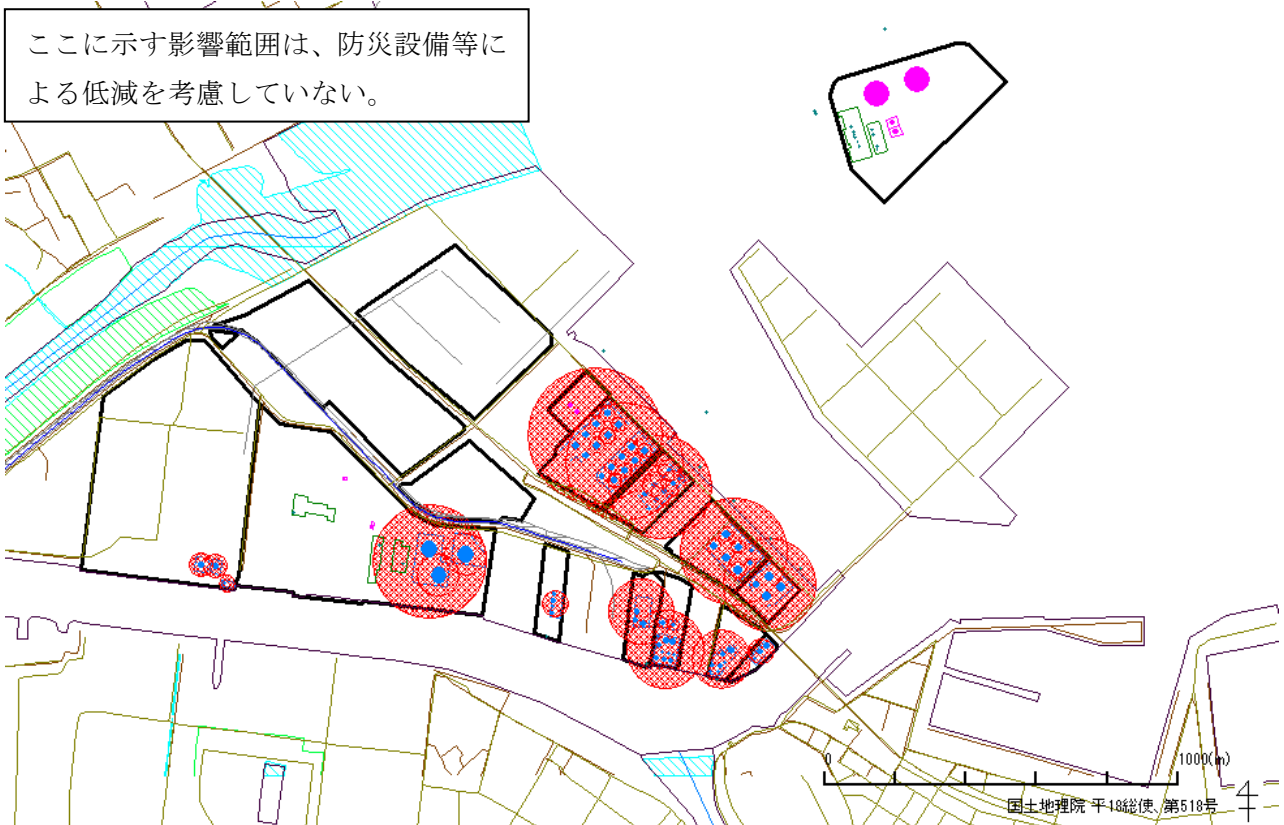 ここに示す影響範囲は、防災設備等に
よる低減を考慮していない。
0
1000(m)
国土地理院 平18総使、第518号